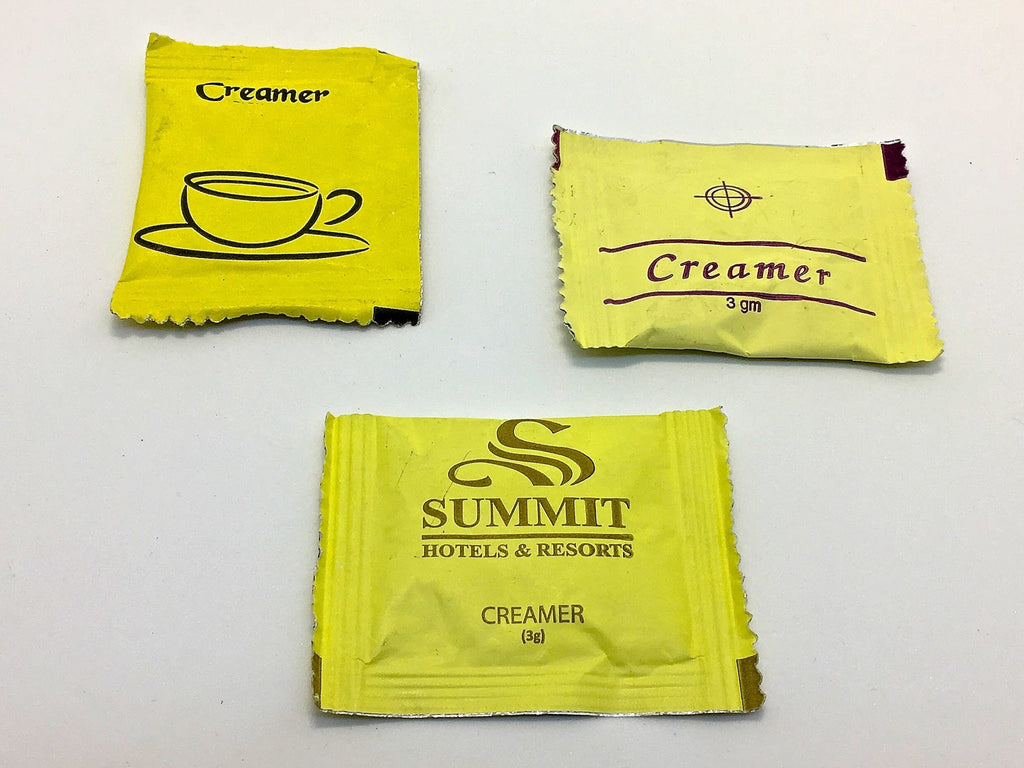 Creamer
Creamer
3 gm
SUMMIT
HOTELS & RESORTS
CREAMER
(3g)